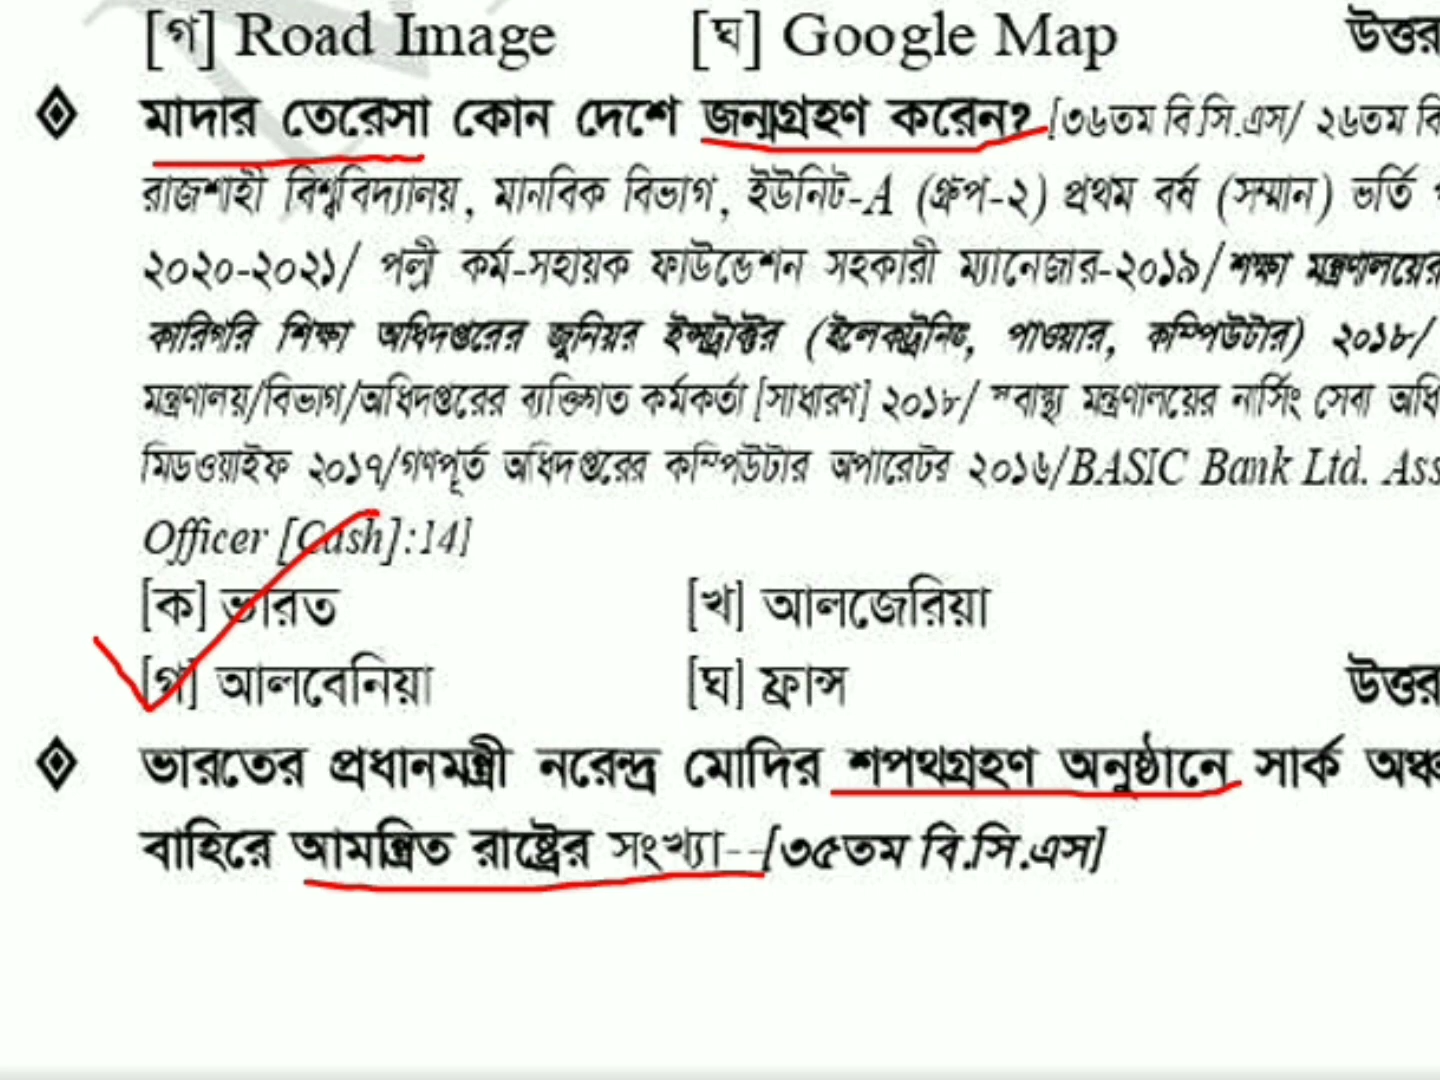 [গ] Road Image [ঘ] Google Map উত্তর
মাদার তেরেসা কোন দেশে জন্মগ্রহণ করেন? [৩৬তম বি.সি.এস/ ২৬তম বি
রাজশাহী বিশ্ববিদ্যালয়, মানবিক বিভাগ, ইউনিট-A (গ্রুপ-২) প্রথম বর্ষ (সম্মান) ভর্তি
২০২০-২০২১/ পল্লী কর্ম-সহায়ক ফাউন্ডেশন সহকারী ম্যানেজার-২০১৯/শিক্ষা মন্ত্রণালয়ের
কারিগরি শিক্ষা অধিদপ্তরের জুনিয়র ইন্সট্রাক্টর (ইলেকট্রনিক্স, পাওয়ার, কম্পিউটার) ২০১৮/
মন্ত্রণালয়/বিভাগ/অধিদপ্তরের ব্যক্তিগত কর্মকর্তা [সাধারণ] ২০১৮/ স্বাস্থ্য মন্ত্রণালয়ের নার্সিং সেবা অধি
মিডওয়াইফ ২০১৭/গণপূর্ত অধিদপ্তরের কম্পিউটার অপারেটর ২০১৬/BASIC Bank Ltd. Ass
Officer [Cash]:14]
[ক] ভারত [খ] আলজেরিয়া
[গ] আলবেনিয়া [ঘ] ফ্রান্স উত্তর
ভারতের প্রধানমন্ত্রী নরেন্দ্র মোদির শপথগ্রহণ অনুষ্ঠানে সার্ক অঞ্চ
বাহিরে আমন্ত্রিত রাষ্ট্রের সংখ্যা--[৩৫তম বি.সি.এস]